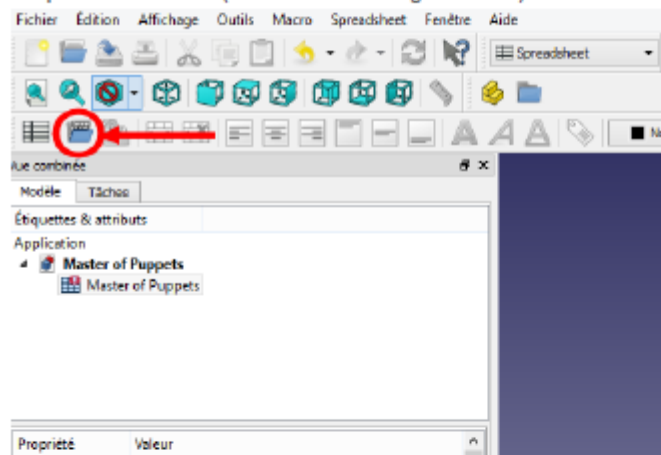 Fichier Édition Affichage Outils Macro Spreadsheet Fenêtre Aide
Spreadsheet
Vue combinée
Modèle Tâches
Étiquettes & attributs
Application
Master of Puppets
Master of Puppets
Propriété Valeur